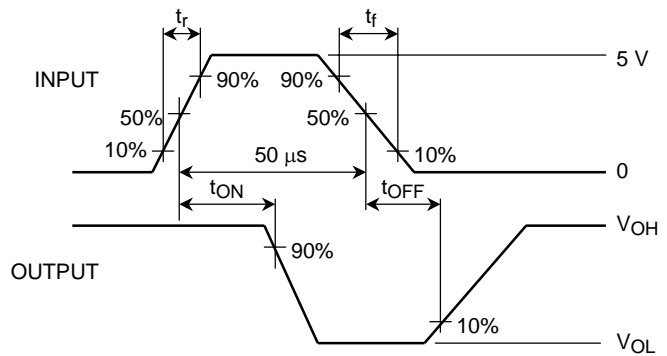 tr
tf
5 V
INPUT
90%
90%
50%
50%
10%
50 μs
10%
0
tON
tOFF
VOH
90%
OUTPUT
10%
VOL